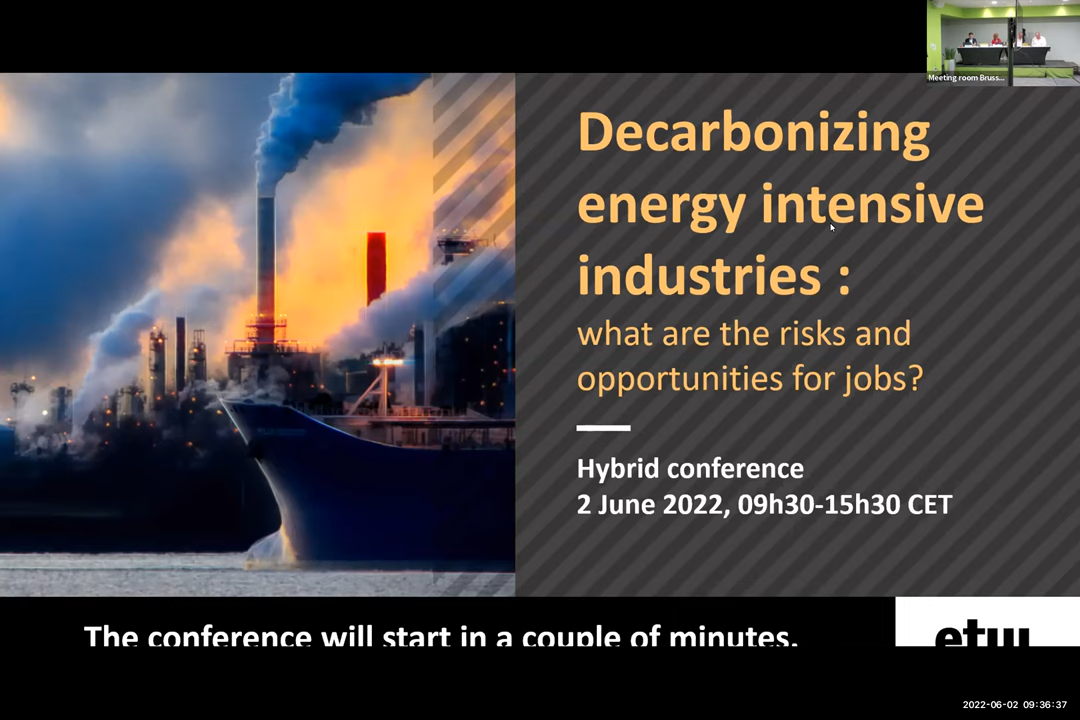 Meeting room Bruss...
Decarbonizing
energy intensive
industries :
what are the risks and
opportunities for jobs?
Hybrid conference
2 June 2022, 09h30-15h30 CET
The conference will start in a couple of minutes.
2022-06-02 09:36:37